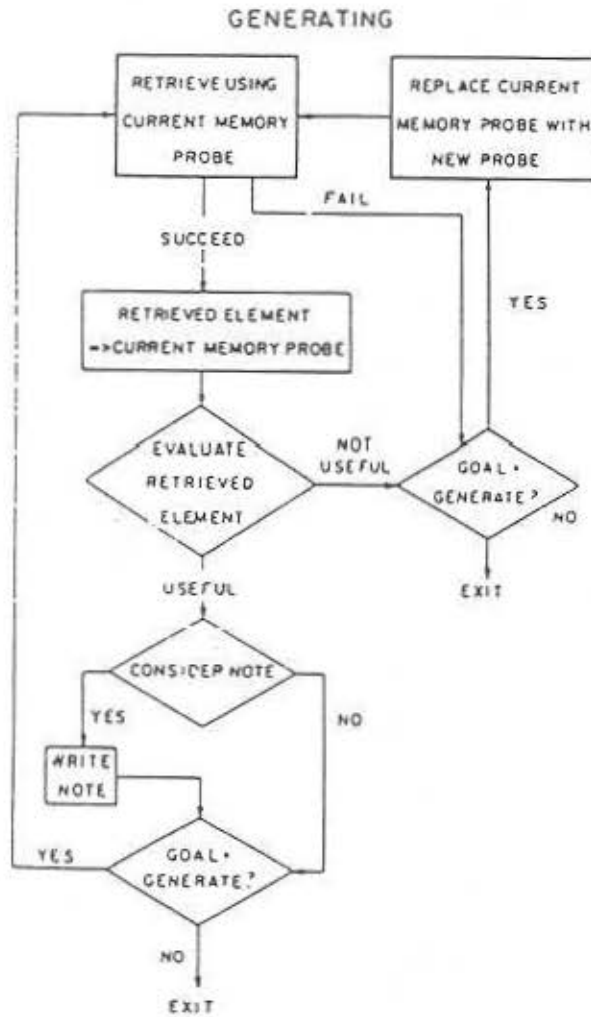 GENERATING
RETRIEVE USING
CURRENT MEMORY
PROBE
REPLACE CURRENT
MEMORY PROBE WITH
NEW PROBE
FAIL
SUCCEED
YES
RETRIEVED ELEMENT
=>CURRENT MEMORY PROBE
EVALUATE
RETRIEVED
ELEMENT
NOT
USEFUL
GOAL =
GENERATE?
NO
EXIT
USEFUL
CONSIDER NOTE
YES
NO
WRITE
NOTE
YES
GOAL =
GENERATE?
NO
EXIT